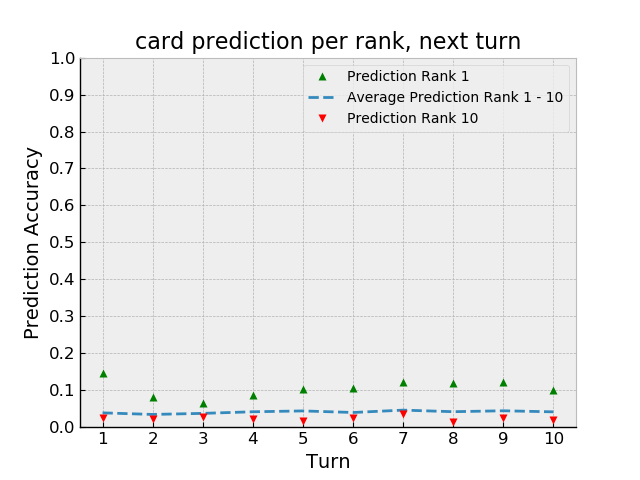 card prediction per rank, next turn
Prediction Rank 1
Average Prediction Rank 1 - 10
Prediction Rank 10
Prediction Accuracy
1.0
0.9
0.8
0.7
0.6
0.5
0.4
0.3
0.2
0.1
0.0
1 2 3 4 5 6 7 8 9 10
Turn